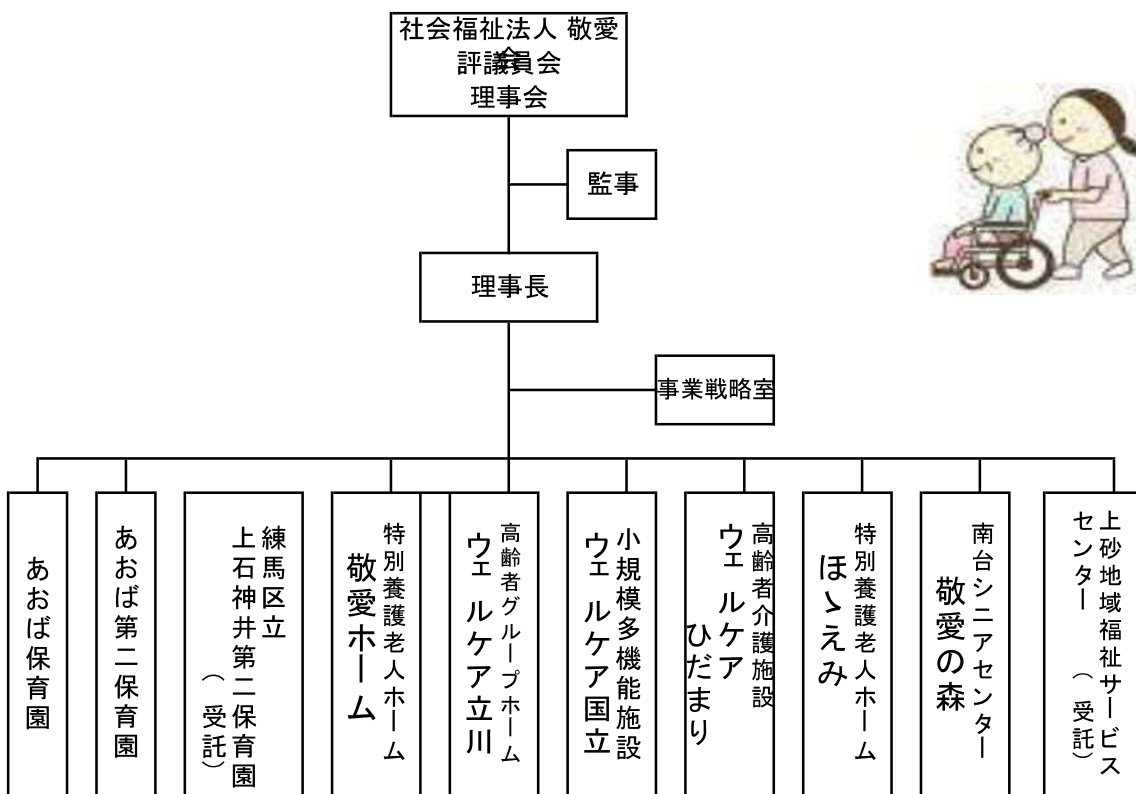 社会福祉法人 敬愛会
評議員会
理事会
監事
理事長
事業戦略室
あおば保育園
あおば第二保育園
練馬区立
上石神井第二保育園
（受託）
特別養護老人ホーム
敬愛ホーム
高齢者グループホーム
ウェルケア立川
小規模多機能施設
ウェルケア国立
高齢者介護施設
ウェルケア
ひだまり
特別養護老人ホーム
ほゝえみ
南台シニアセンター
敬愛の森
上砂地域福祉サービス
センター
（受託）